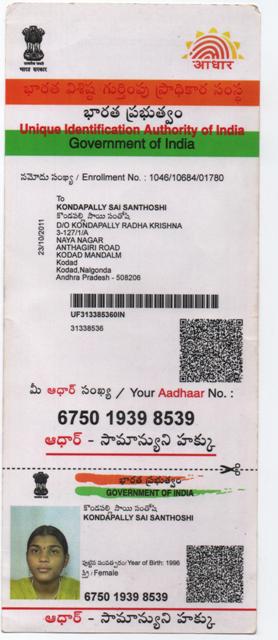 भारत सरकार
आधार
భారత విశిష్ట గుర్తింపు ప్రాధికార సంస్థ
భారత ప్రభుత్వం
Unique Identification Authority of India
Government of India
నమోదు సంఖ్య / Enrollment No. : 1046/10684/01780
23/10/2011
To
KONDAPALLY SAI SANTHOSHI
కొండపల్లి సాయి సంతోషి
D/O KONDAPALLY RADHA KRISHNA
3-127/1/A
NAYA NAGAR
ANTHAGIRI ROAD
KODAD MANDALM
Kodad
Kodad,Nalgonda
Andhra Pradesh - 508206
UF313385360IN
31338536
మీ ఆధార్ సంఖ్య / Your Aadhaar No. :
6750 1939 8539
ఆధార్ - సామాన్యుని హక్కు
భారత ప్రభుత్వం
GOVERNMENT OF INDIA
కొండపల్లి సాయి సంతోషి
KONDAPALLY SAI SANTHOSHI
పుట్టిన సంవత్సరం/Year of Birth: 1996
స్త్రీ / Female
6750 1939 8539
ఆధార్ - సామాన్యుని హక్కు